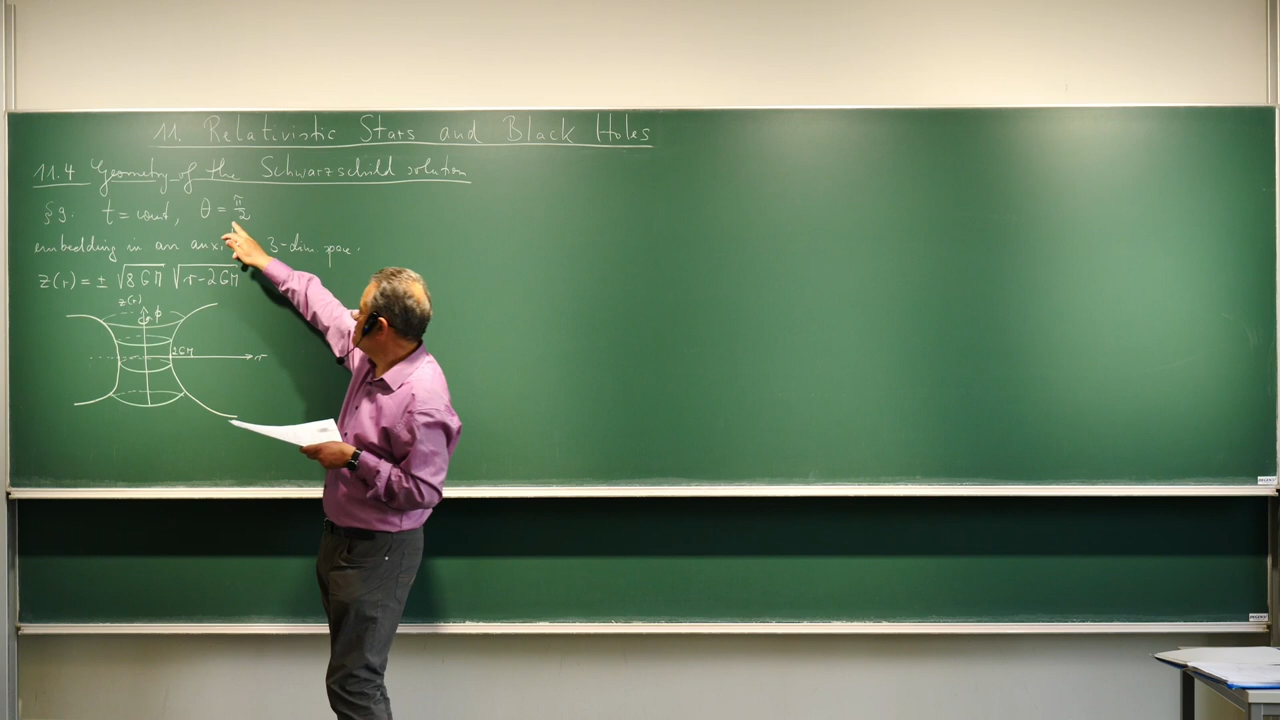 11. Relativistic Stars and Black Holes
11.4 Geometry of the Schwarzschild solution
t = const, θ = π/2
embedding in an aux. 3-dim. space.
z(r) = ± √8GM √r-2GM
z(r)
ϕ
2GM
r